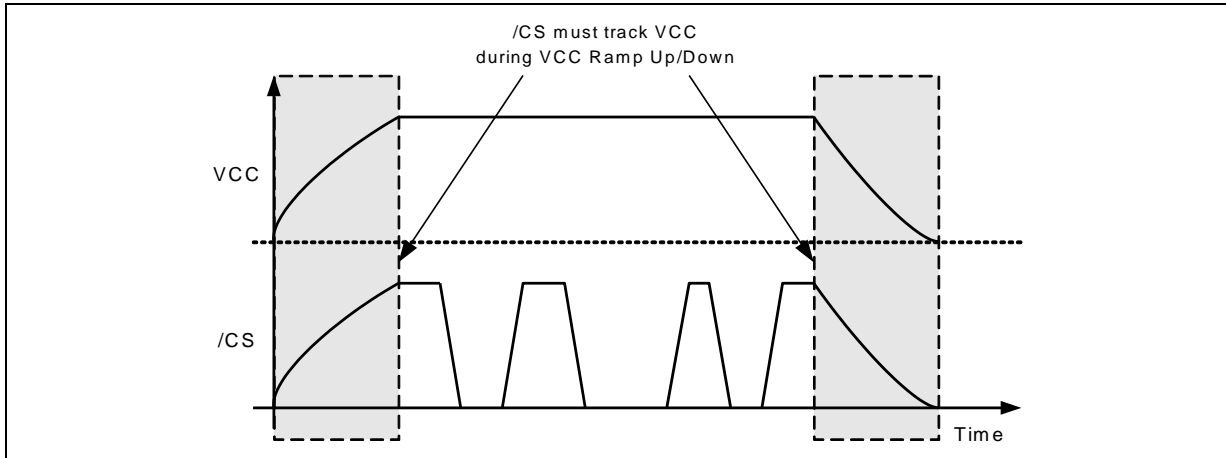 /CS must track VCC
during VCC Ramp Up/Down
VCC
/CS
Time